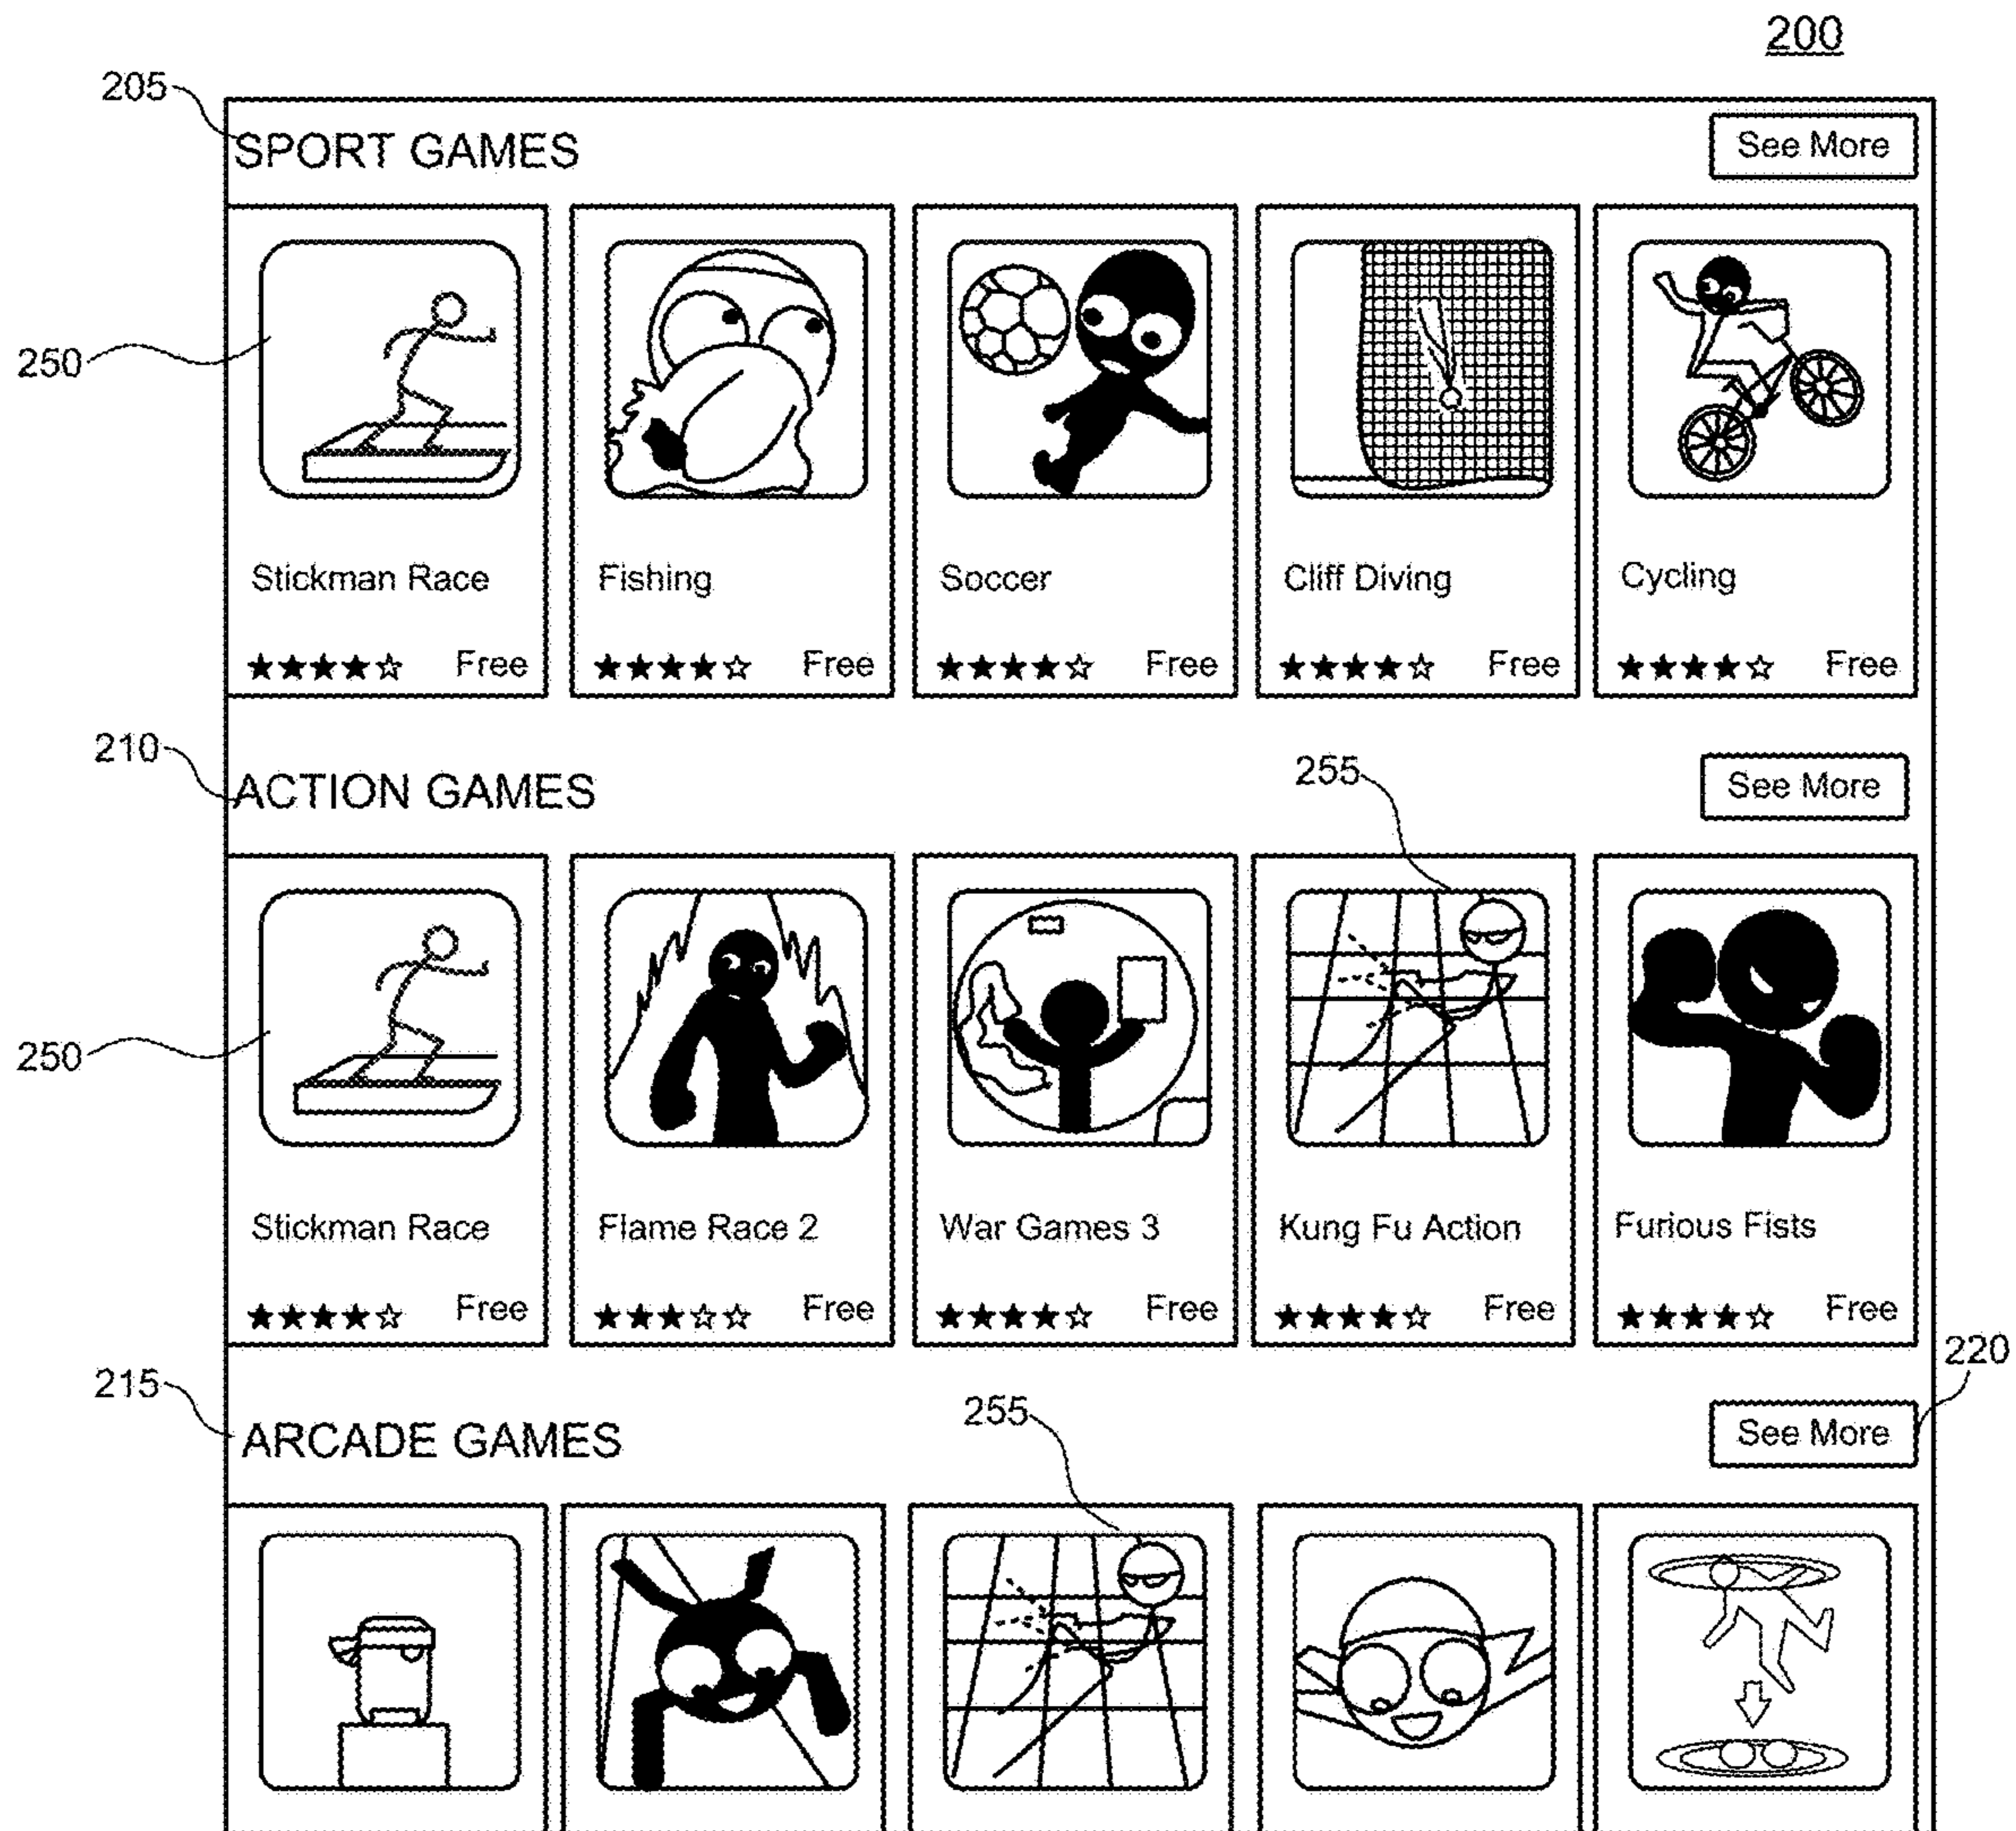 200
205
SPORT GAMES
See More
250
Stickman Race
★★★★☆ Free
Fishing
★★★★☆ Free
Soccer
★★★★☆ Free
Cliff Diving
★★★★☆ Free
Cycling
★★★★☆ Free
210
ACTION GAMES
255
See More
250
Stickman Race
★★★★☆ Free
Flame Race 2
★★★☆☆ Free
War Games 3
★★★★☆ Free
Kung Fu Action
★★★★☆ Free
Furious Fists
★★★★☆ Free
215
ARCADE GAMES
255
See More
220